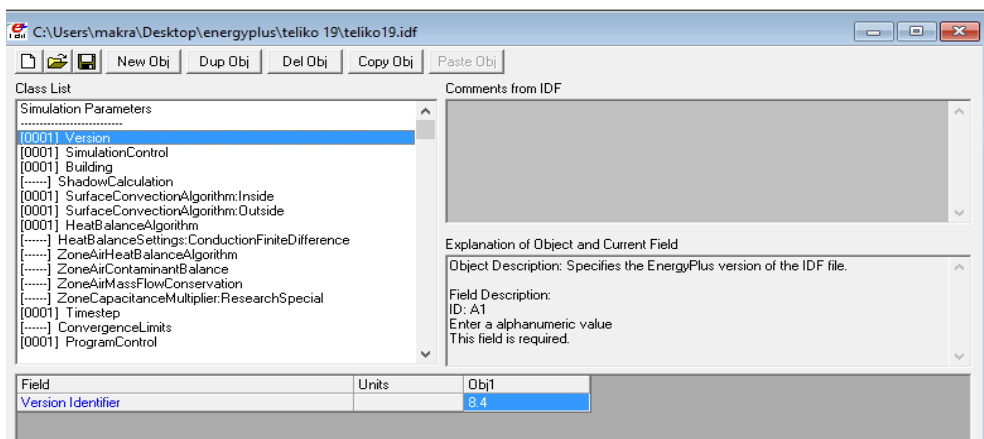 C:\Users\makra\Desktop\energyplus\teliko 19\teliko19.idf
New Obj Dup Obj Del Obj Copy Obj Paste Obj
Class List
Simulation Parameters
--------------------------
[0001] Version
[0001] SimulationControl
[0001] Building
[------] ShadowCalculation
[0001] SurfaceConvectionAlgorithm:Inside
[0001] SurfaceConvectionAlgorithm:Outside
[0001] HeatBalanceAlgorithm
[------] HeatBalanceSettings:ConductionFiniteDifference
[------] ZoneAirHeatBalanceAlgorithm
[------] ZoneAirContaminantBalance
[------] ZoneAirMassFlowConservation
[------] ZoneCapacitanceMultiplier:ResearchSpecial
[0001] Timestep
[------] ConvergenceLimits
[0001] ProgramControl
Comments from IDF
Explanation of Object and Current Field
Object Description: Specifies the EnergyPlus version of the IDF file.
Field Description:
ID: A1
Enter a alphanumeric value
This field is required.
Field Units Obj1
Version Identifier 8.4